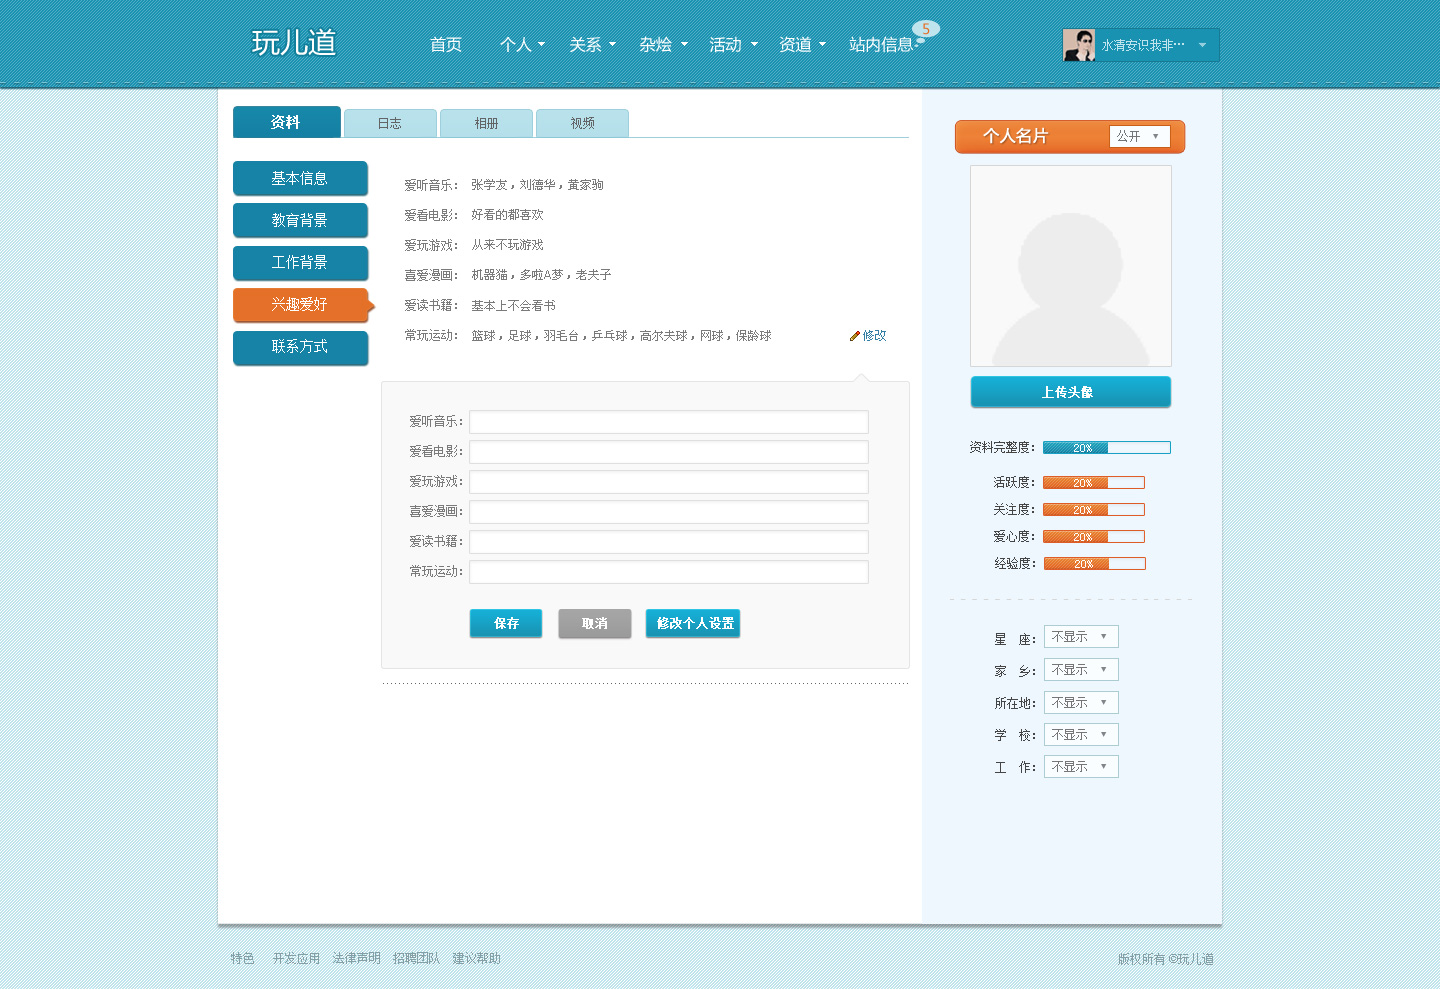 玩儿道
首页 个人 关系 杂烩 活动 资道 站内信息 5
水清安识我非···
资料 日志 相册 视频
基本信息
教育背景
工作背景
兴趣爱好
联系方式
爱听音乐: 张学友,刘德华,黄家驹
爱看电影: 好看的都喜欢
爱玩游戏: 从来不玩游戏
喜爱漫画: 机器猫,多啦A梦,老夫子
爱读书籍: 基本上不会看书
常玩运动: 篮球,足球,羽毛台,乒乓球,高尔夫球,网球,保龄球 修改
爱听音乐:
爱看电影:
爱玩游戏:
喜爱漫画:
爱读书籍:
常玩运动:
保存 取消 修改个人设置
个人名片 公开
上传头像
资料完整度: 20%
活跃度: 20%
关注度: 20%
爱心度: 20%
经验度: 20%
星 座: 不显示
家 乡: 不显示
所在地: 不显示
学 校: 不显示
工 作: 不显示
特色 开发应用 法律声明 招聘团队 建议帮助
版权所有 ©玩儿道